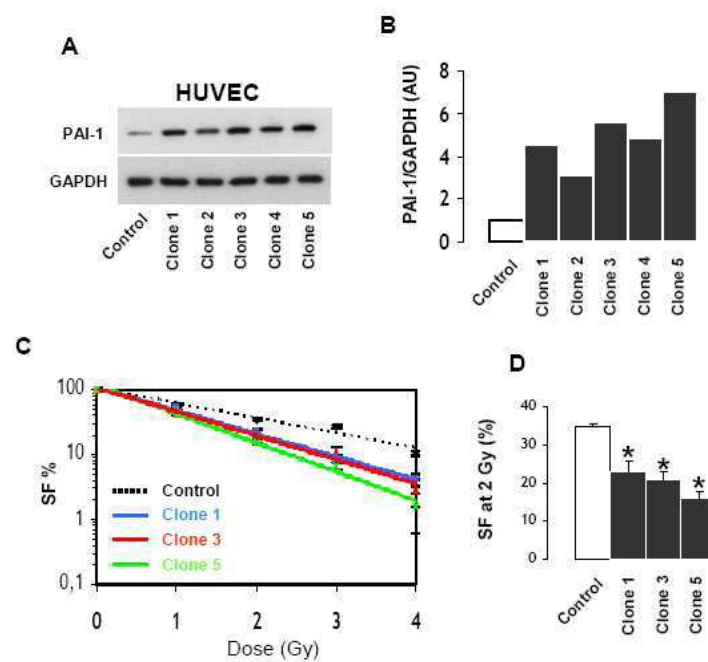 A
HUVEC
PAI-1
GAPDH
Control
Clone 1
Clone 2
Clone 3
Clone 4
Clone 5
B
PAI-1/GAPDH (AU)
8
6
4
2
0
Control
Clone 1
Clone 2
Clone 3
Clone 4
Clone 5
C
SF %
100
10
1
0,1
Control
Clone 1
Clone 3
Clone 5
0 1 2 3 4
Dose (Gy)
D
SF at 2 Gy (%)
40
30
20
10
0
* * *
Control
Clone 1
Clone 3
Clone 5